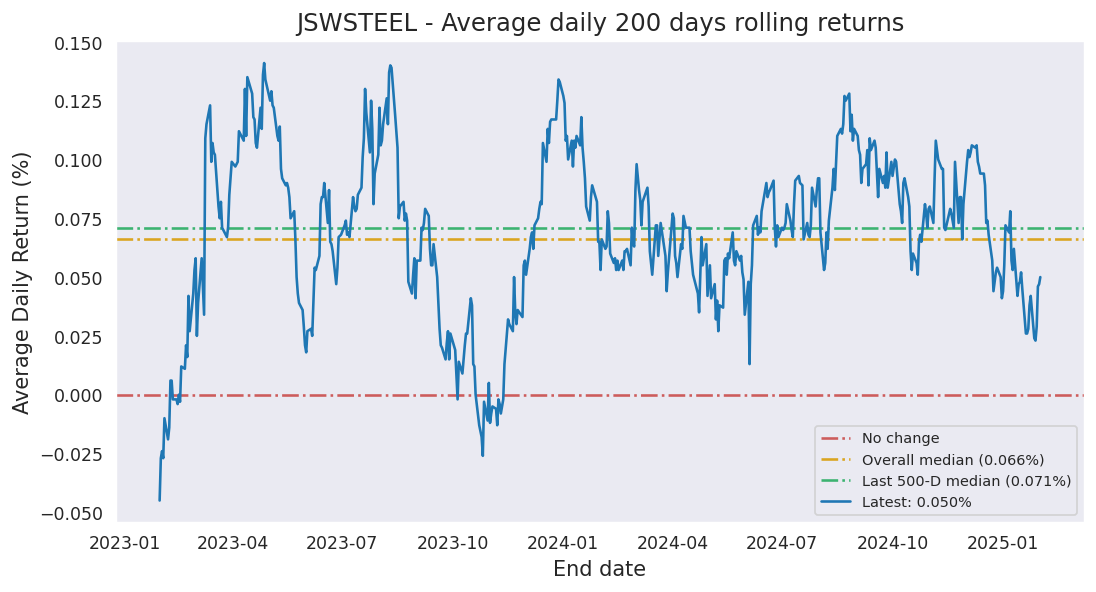 JSWSTEEL - Average daily 200 days rolling returns
Average Daily Return (%)
0.150
0.125
0.100
0.075
0.050
0.025
0.000
−0.025
−0.050
No change
Overall median (0.066%)
Last 500-D median (0.071%)
Latest: 0.050%
2023-01 2023-04 2023-07 2023-10 2024-01 2024-04 2024-07 2024-10 2025-01
End date